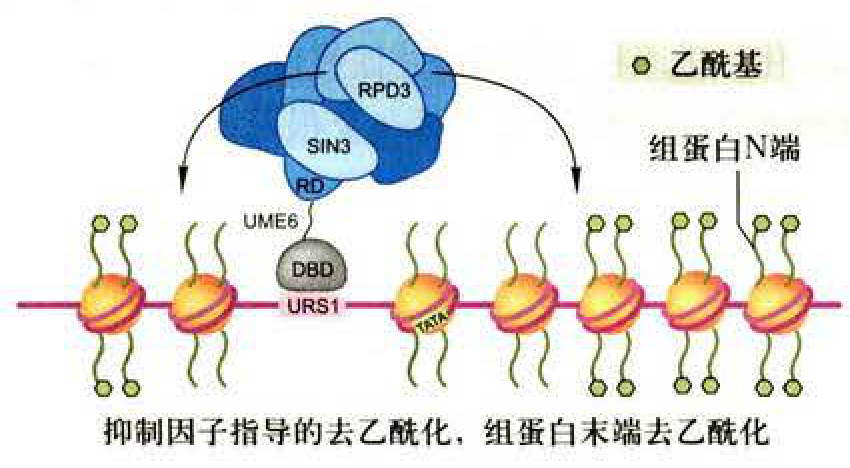 RPD3
乙酰基
SIN3
组蛋白N端
RD
UME6
DBD
URS1
TATA
抑制因子指导的去乙酰化，组蛋白末端去乙酰化